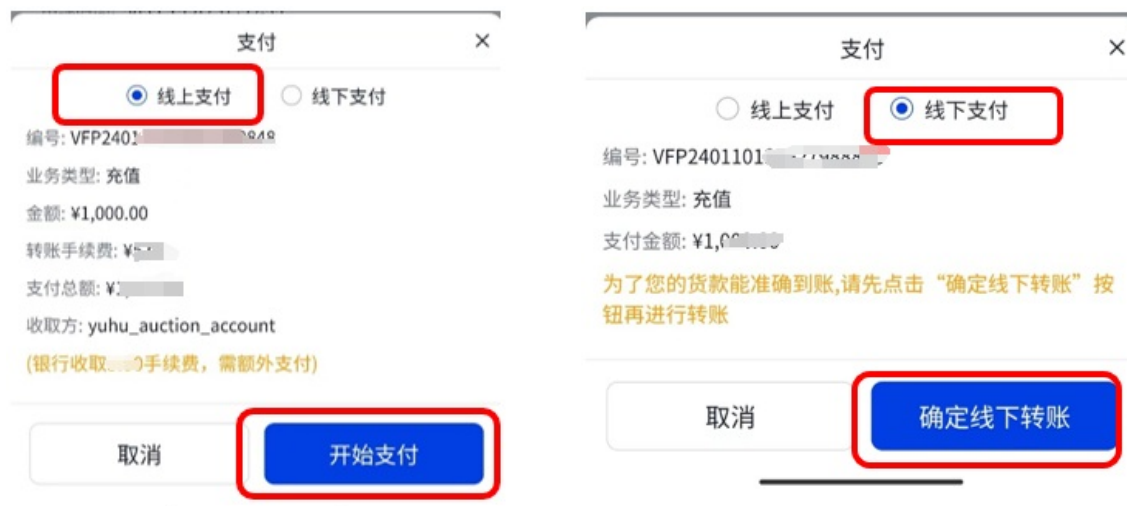 支付
线上支付 线下支付
编号: VFP2401 0848
业务类型: 充值
金额: ¥1,000.00
转账手续费: ¥
支付总额: ¥
收取方: yuhu_auction_account
(银行收取 0手续费，需额外支付)
取消 开始支付
支付
线上支付 线下支付
编号: VFP2401101
业务类型: 充值
支付金额: ¥1,
为了您的货款能准确到账,请先点击“确定线下转账”按
钮再进行转账
取消 确定线下转账